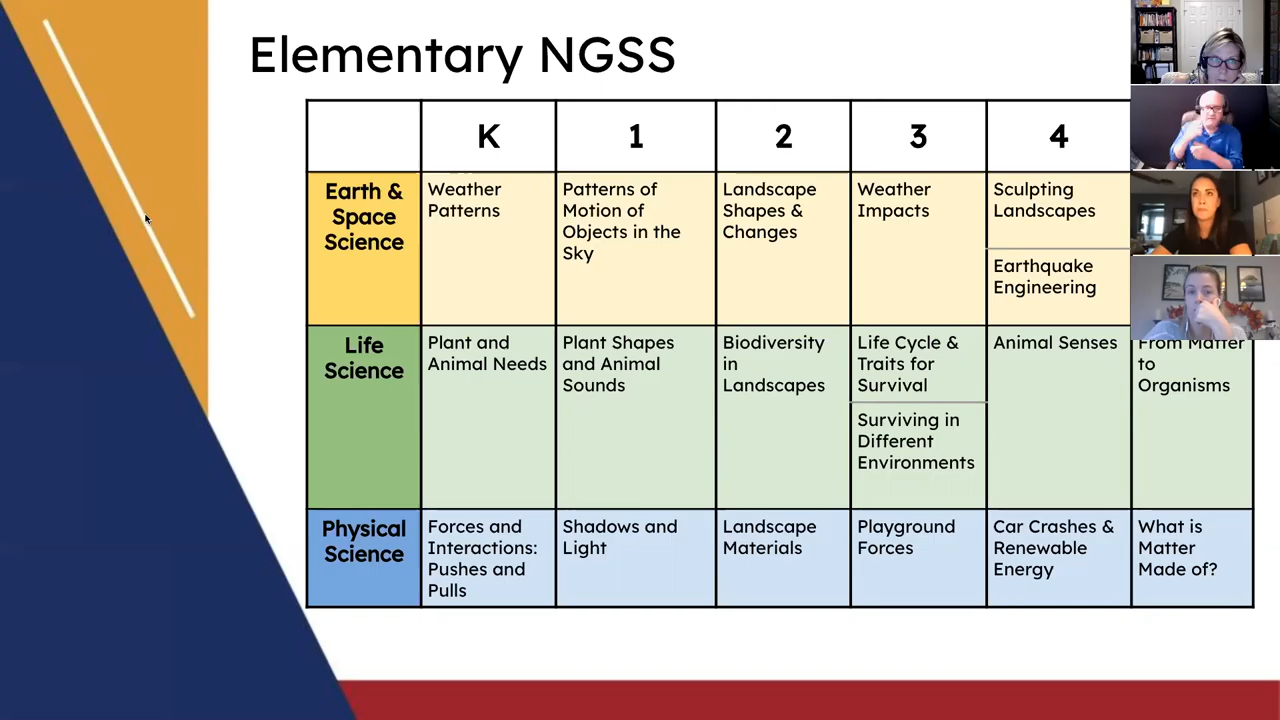 Elementary NGSS
K
1
2
3
4
Earth &
Space
Science
Weather
Patterns
Patterns of
Motion of
Objects in the
Sky
Landscape
Shapes &
Changes
Weather
Impacts
Sculpting
Landscapes
Earthquake
Engineering
Life
Science
Plant and
Animal Needs
Plant Shapes
and Animal
Sounds
Biodiversity
in
Landscapes
Life Cycle &
Traits for
Survival
Surviving in
Different
Environments
Animal Senses
From Matter
to
Organisms
Physical
Science
Forces and
Interactions:
Pushes and
Pulls
Shadows and
Light
Landscape
Materials
Playground
Forces
Car Crashes &
Renewable
Energy
What is
Matter
Made of?